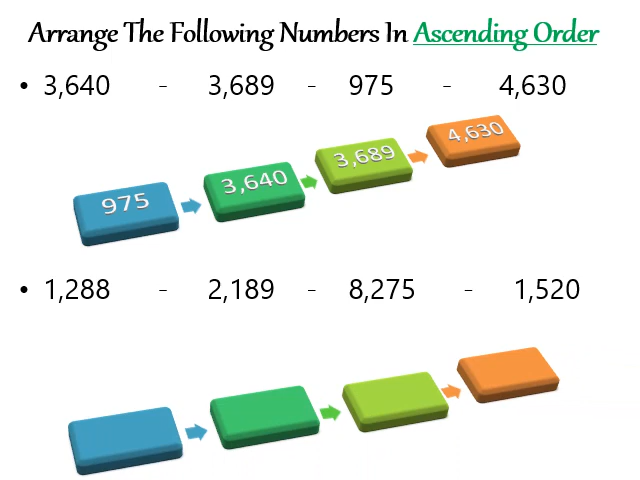 Arrange The Following Numbers In Ascending Order
• 3,640 - 3,689 - 975 - 4,630
975 3,640 3,689 4,630
• 1,288 - 2,189 - 8,275 - 1,520